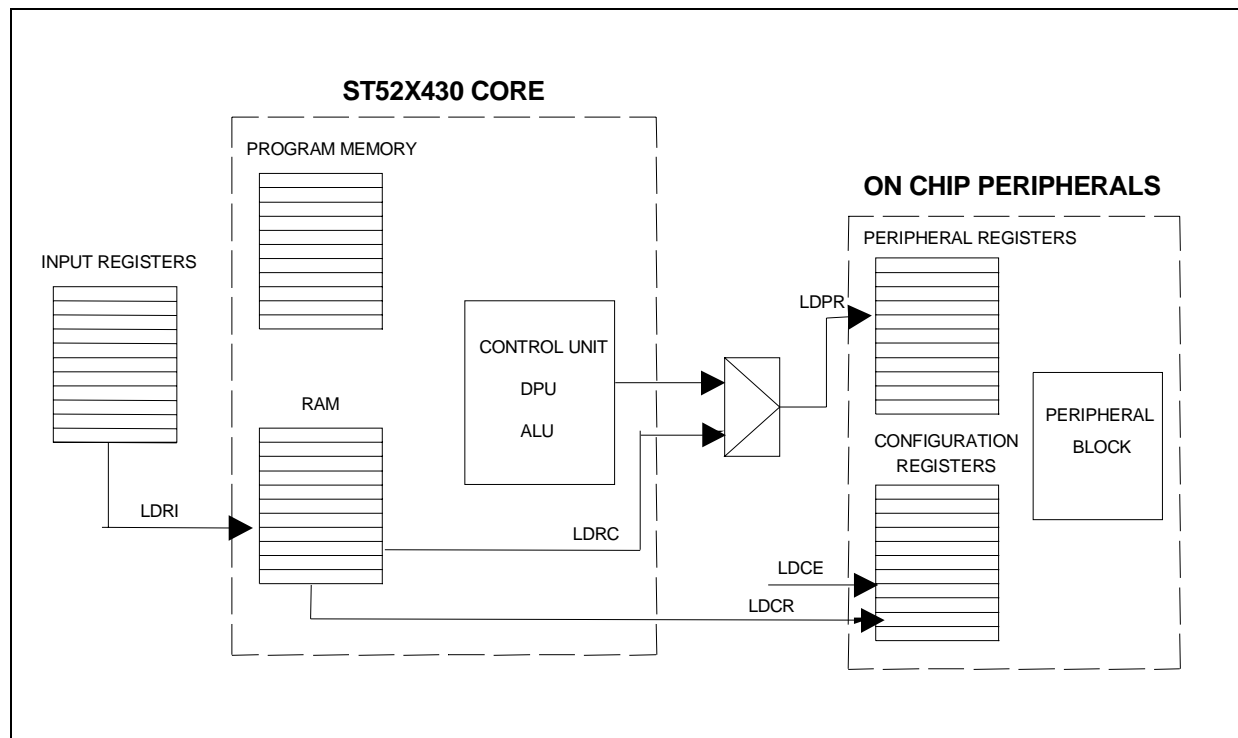 ST52X430 CORE
PROGRAM MEMORY
ON CHIP PERIPHERALS
PERIPHERAL REGISTERS
INPUT REGISTERS
LDPR
CONTROL UNIT
DPU
ALU
RAM
PERIPHERAL
BLOCK
CONFIGURATION
REGISTERS
LDRI
LDRC
LDCE
LDCR